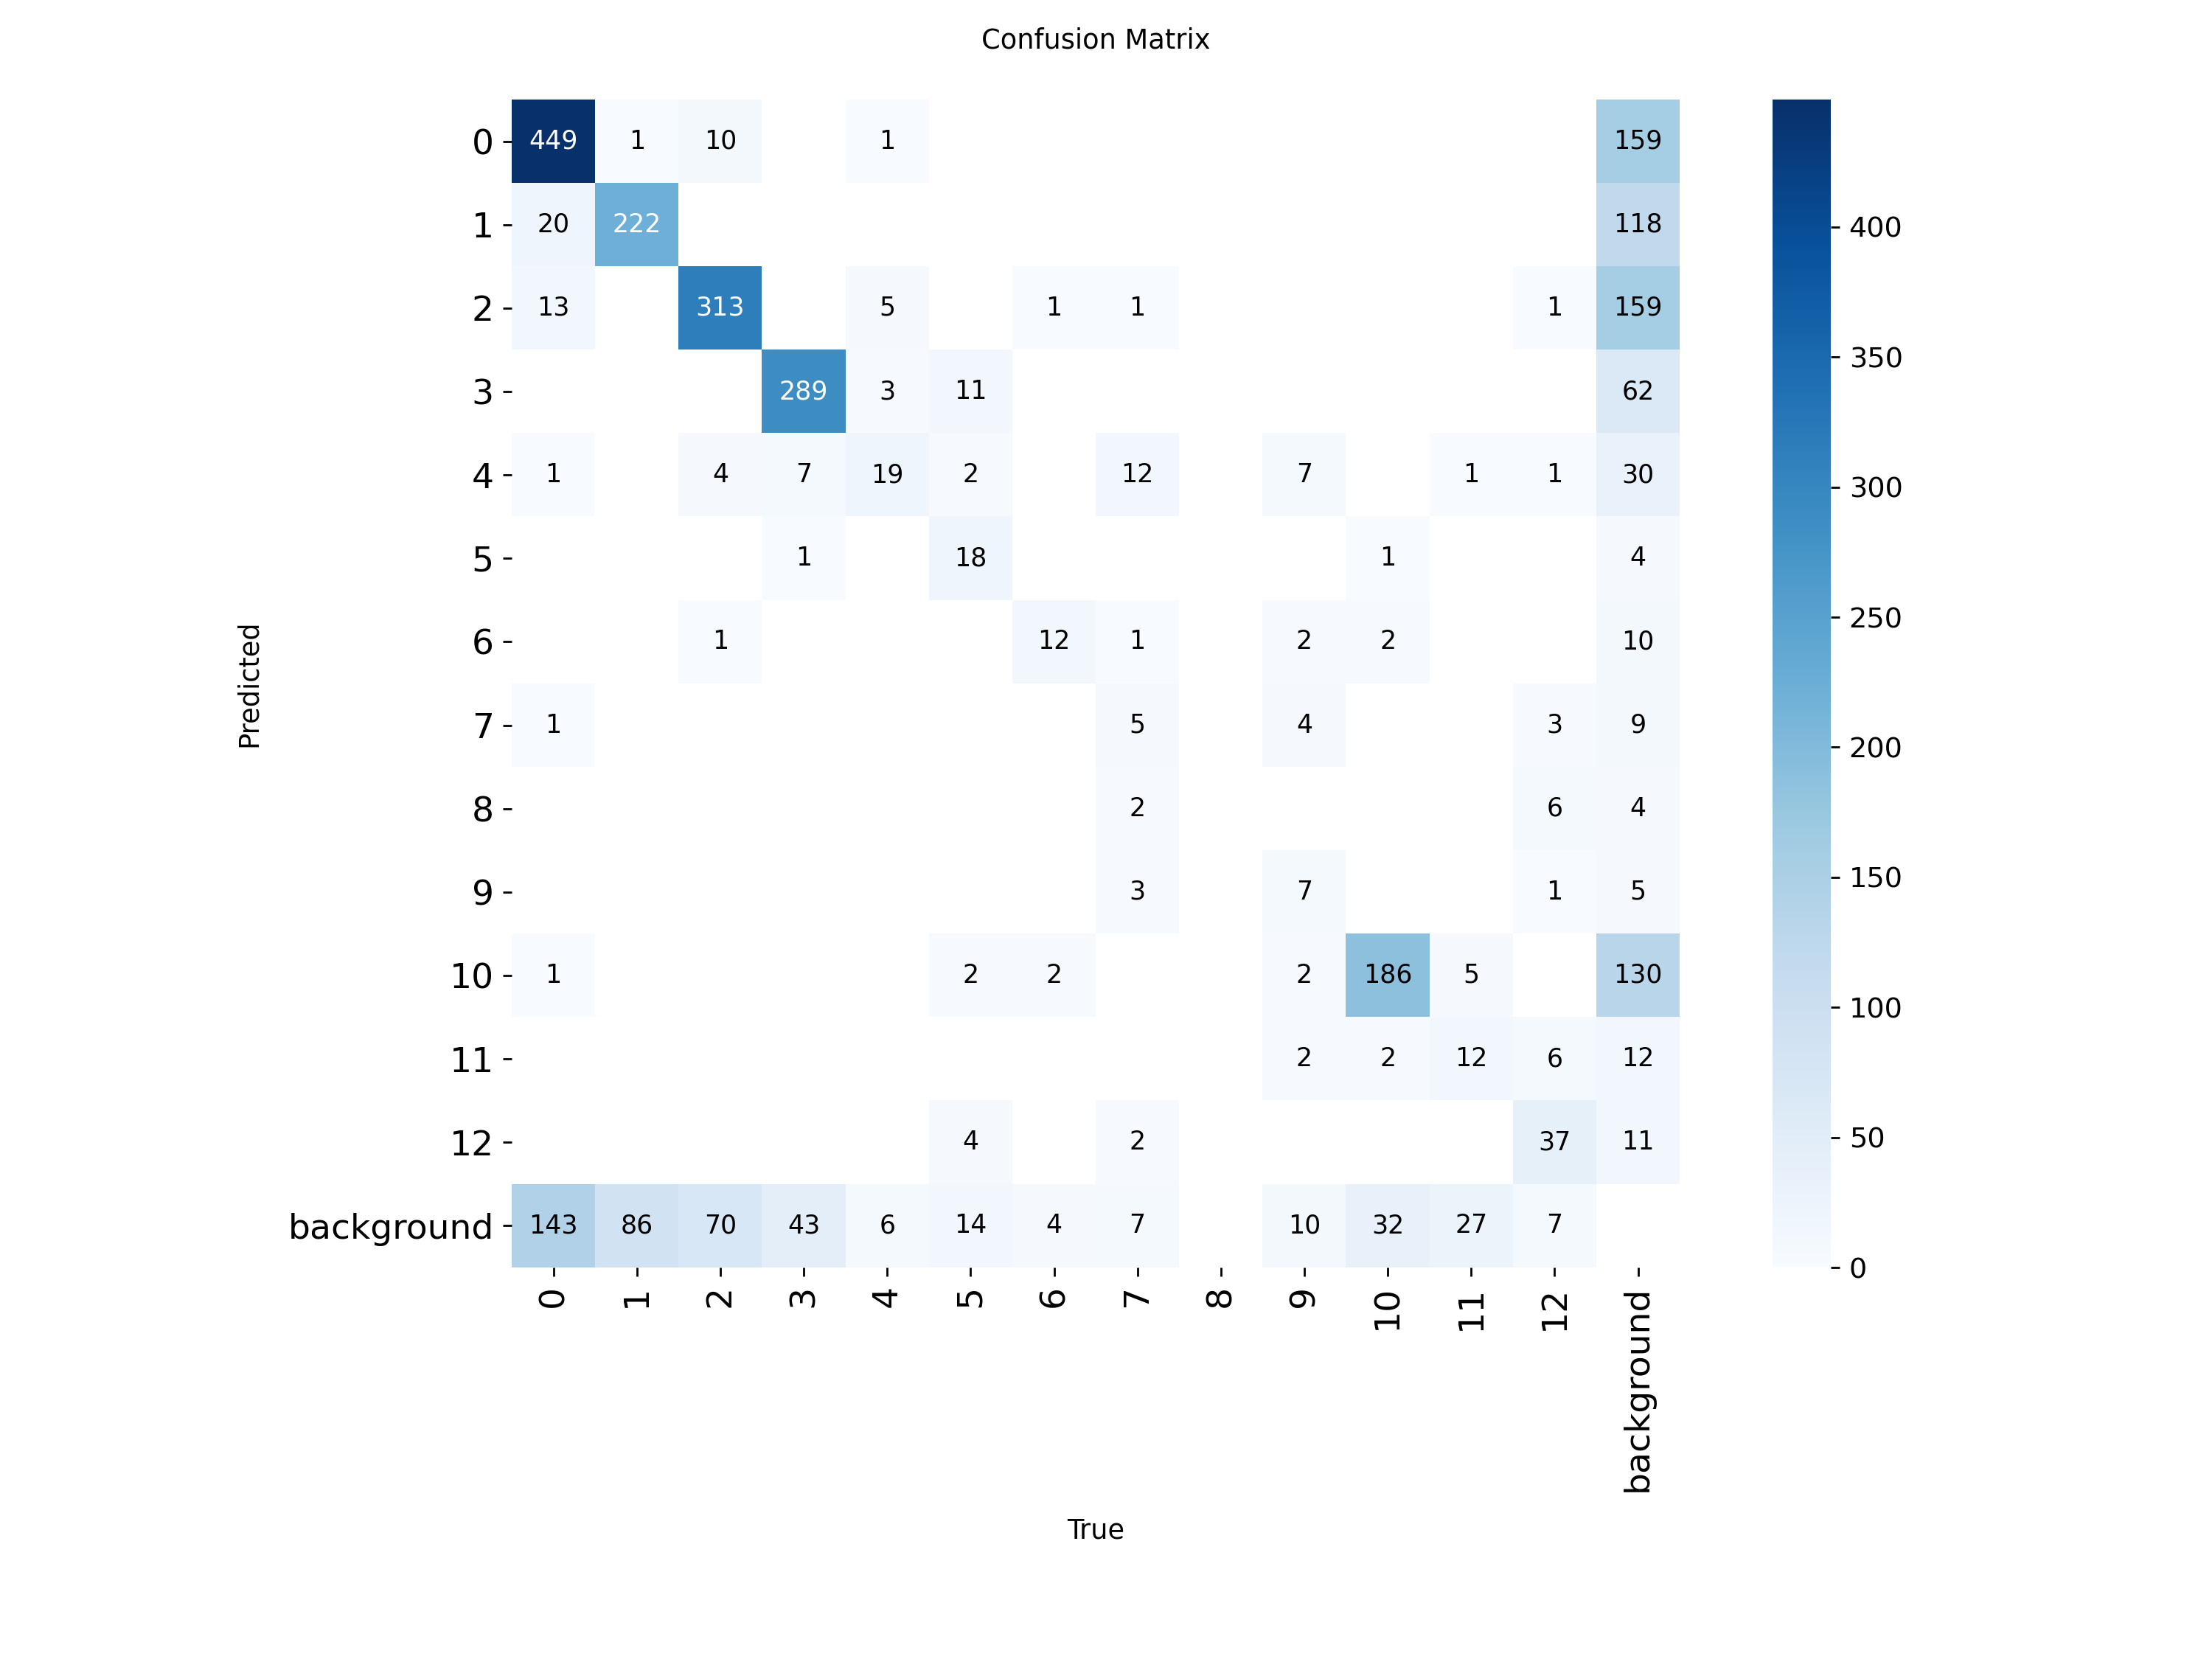 Confusion Matrix
0 449 1 10 1 159
1 20 222 118 400
2 13 313 5 1 1 1 159 350
3 289 3 11 62
4 1 4 7 19 2 12 7 1 1 30 300
5 1 18 1 4 250
6 1 12 1 2 2 10
7 1 5 4 3 9 200
8 2 6 4
9 3 7 1 5 150
10 1 2 2 2 186 5 130 100
11 2 2 12 6 12
12 4 2 37 11 50
background 143 86 70 43 6 14 4 7 10 32 27 7
0
0 1 2 3 4 5 6 7 8 9 10 11 12 background
Predicted
True